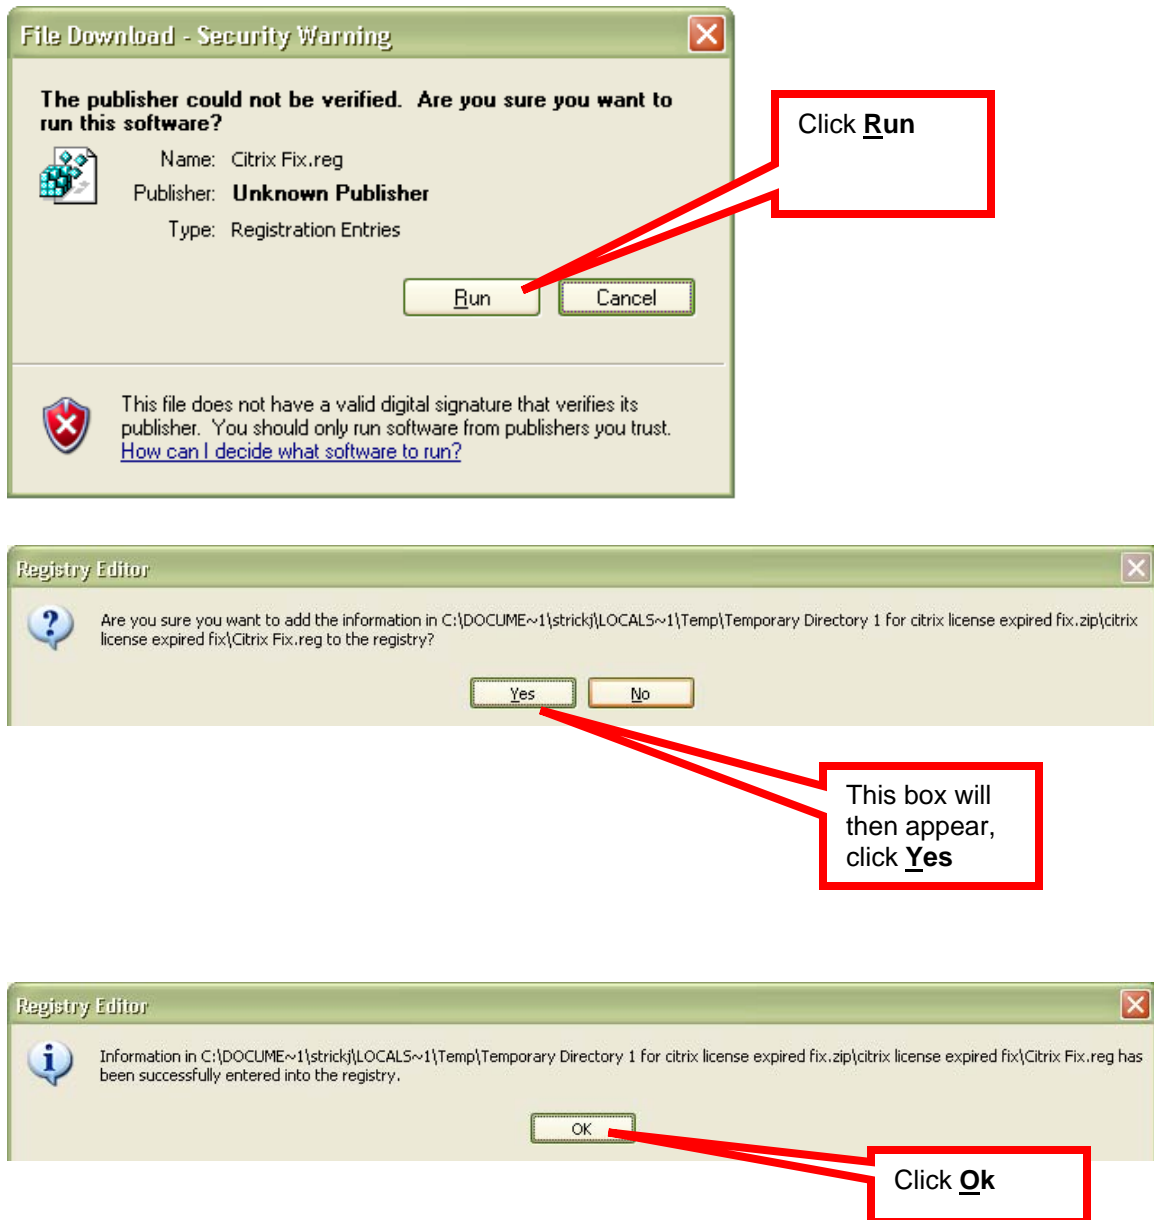 File Download - Security Warning
The publisher could not be verified. Are you sure you want to
run this software?
Name: Citrix Fix.reg
Publisher: Unknown Publisher
Type: Registration Entries
Run
Cancel
Click Run
This file does not have a valid digital signature that verifies its
publisher. You should only run software from publishers you trust.
How can I decide what software to run?
Registry Editor
Are you sure you want to add the information in C:\DOCUME~1\strickj\LOCALS~1\Temp\Temporary Directory 1 for citrix license expired fix.zip\citrix
license expired fix\Citrix Fix.reg to the registry?
Yes
No
This box will
then appear,
click Yes
Registry Editor
Information in C:\DOCUME~1\strickj\LOCALS~1\Temp\Temporary Directory 1 for citrix license expired fix.zip\citrix license expired fix\Citrix Fix.reg has
been successfully entered into the registry.
OK
Click Ok